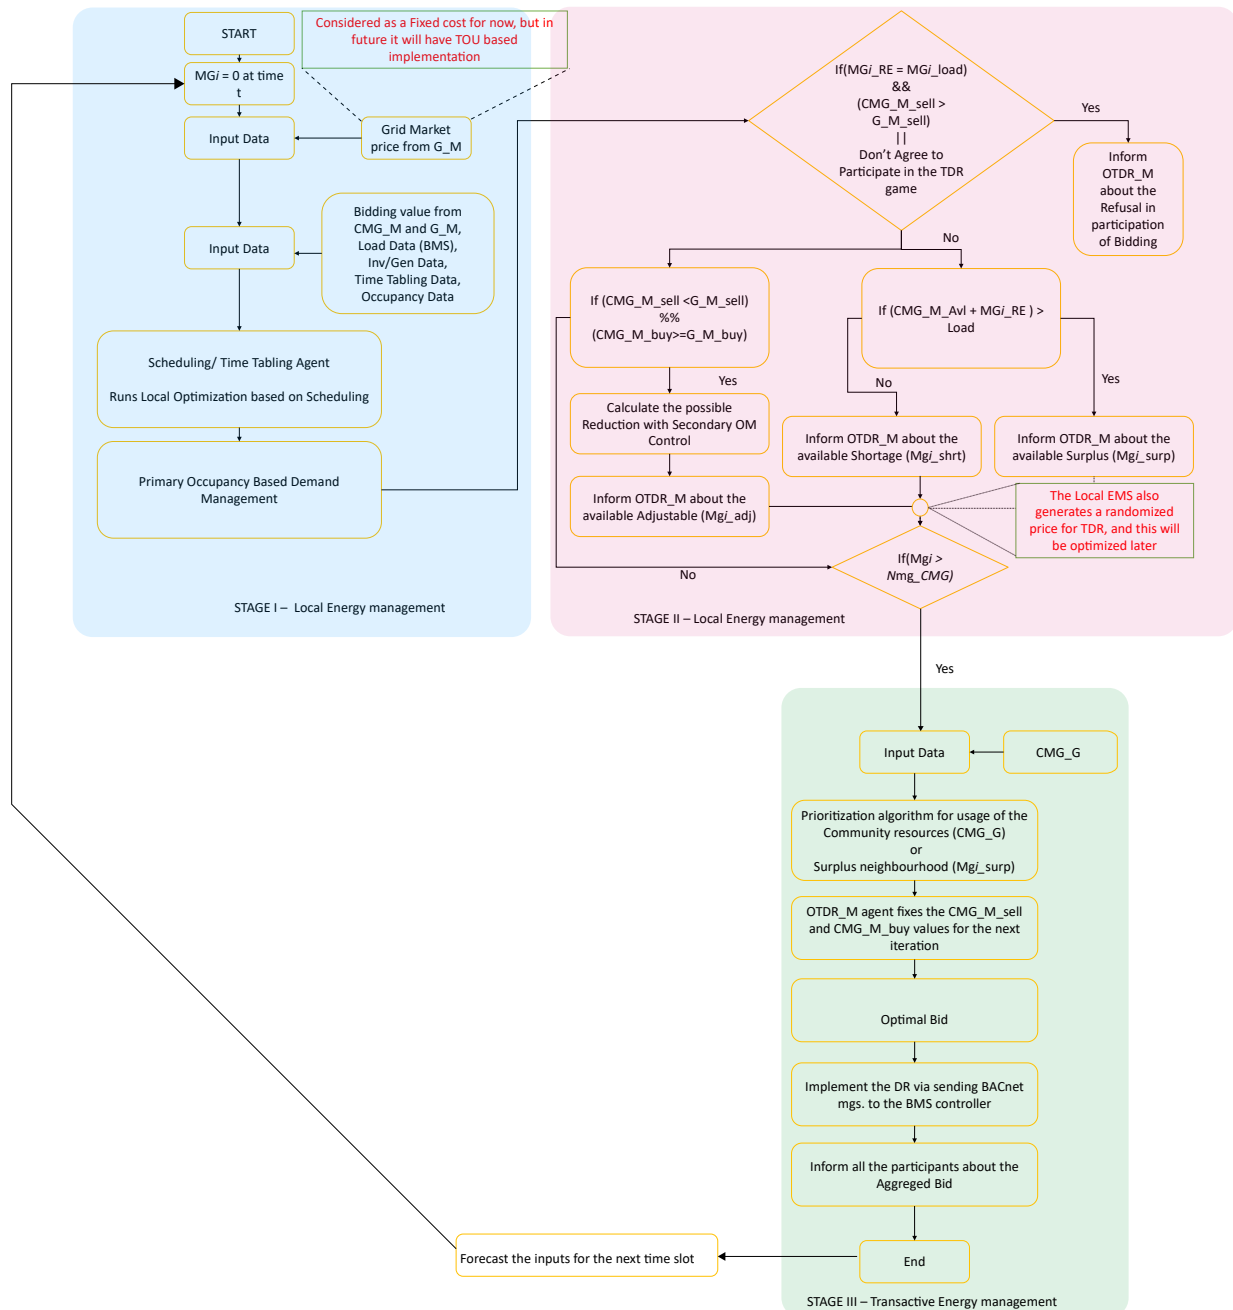 START
Considered as a Fixed cost for now, but in
future it will have TOU based
implementation
MGi = 0 at time
t
Input Data
Grid Market
price from G_M
Input Data
Bidding value from
CMG_M and G_M,
Load Data (BMS),
Inv/Gen Data,
Time Tabling Data,
Occupancy Data
Scheduling/ Time Tabling Agent
Runs Local Optimization based on Scheduling
Primary Occupancy Based Demand
Management
STAGE I – Local Energy management
If(MGi_RE = MGi_load)
&&
(CMG_M_sell >
G_M_sell)
||
Don't Agree to
Participate in the TDR
game
Yes
Inform
OTDR_M
about the
Refusal in
participation
of Bidding
No
If (CMG_M_sell <G_M_sell)
%%
(CMG_M_buy>=G_M_buy)
If (CMG_M_Avl + MGi_RE ) >
Load
Yes
No
Yes
Calculate the possible
Reduction with Secondary OM
Control
Inform OTDR_M about the
available Shortage (Mgi_shrt)
Inform OTDR_M about the
available Surplus (Mgi_surp)
Inform OTDR_M about the
available Adjustable (Mgi_adj)
The Local EMS also
generates a randomized
price for TDR, and this will
be optimized later
No
If(Mgi >
Nmg_CMG)
STAGE II – Local Energy management
Yes
Input Data
CMG_G
Prioritization algorithm for usage of the
Community resources (CMG_G)
or
Surplus neighbourhood (Mgi_surp)
OTDR_M agent fixes the CMG_M_sell
and CMG_M_buy values for the next
iteration
Optimal Bid
Implement the DR via sending BACnet
mgs. to the BMS controller
Inform all the participants about the
Aggreged Bid
End
Forecast the inputs for the next time slot
STAGE III – Transactive Energy management